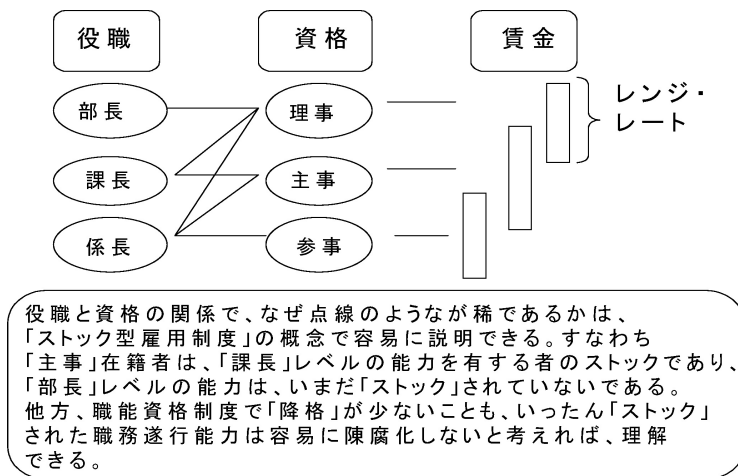 役職 資格 賃金
部長 理事 レンジ・
レート
課長 主事
係長 参事
役職と資格の関係で、なぜ点線のようなが稀であるかは、
「ストック型雇用制度」の概念で容易に説明できる。すなわち
「主事」在籍者は、「課長」レベルの能力を有する者のストックであり、
「部長」レベルの能力は、いまだ「ストック」されていないである。
他方、職能資格制度で「降格」が少ないことも、いったん「ストック」
された職務遂行能力は容易に陳腐化しないと考えれば、理解
できる。